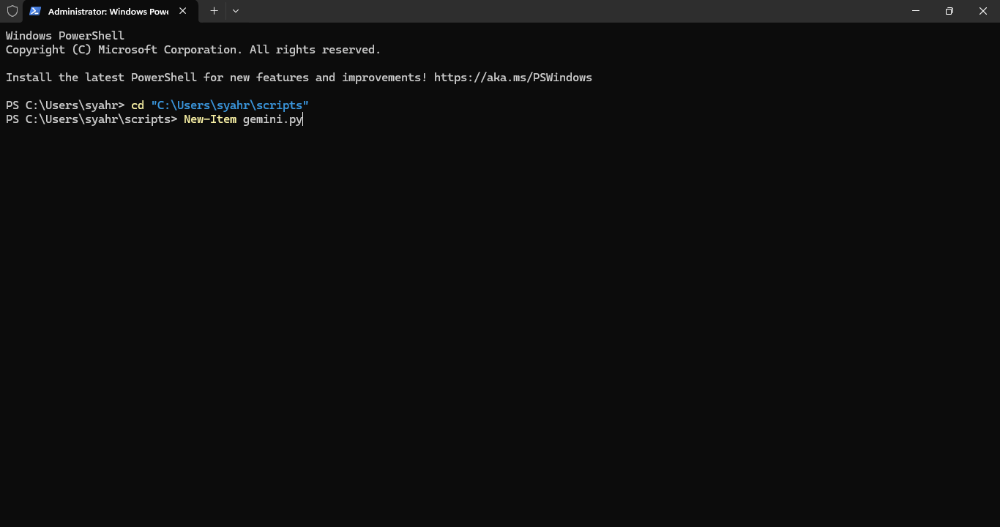 Administrator: Windows Powe
Windows PowerShell
Copyright (C) Microsoft Corporation. All rights reserved.
Install the latest PowerShell for new features and improvements! https://aka.ms/PSWindows
PS C:\Users\syahr> cd "C:\Users\syahr\scripts"
PS C:\Users\syahr\scripts> New-Item gemini.py